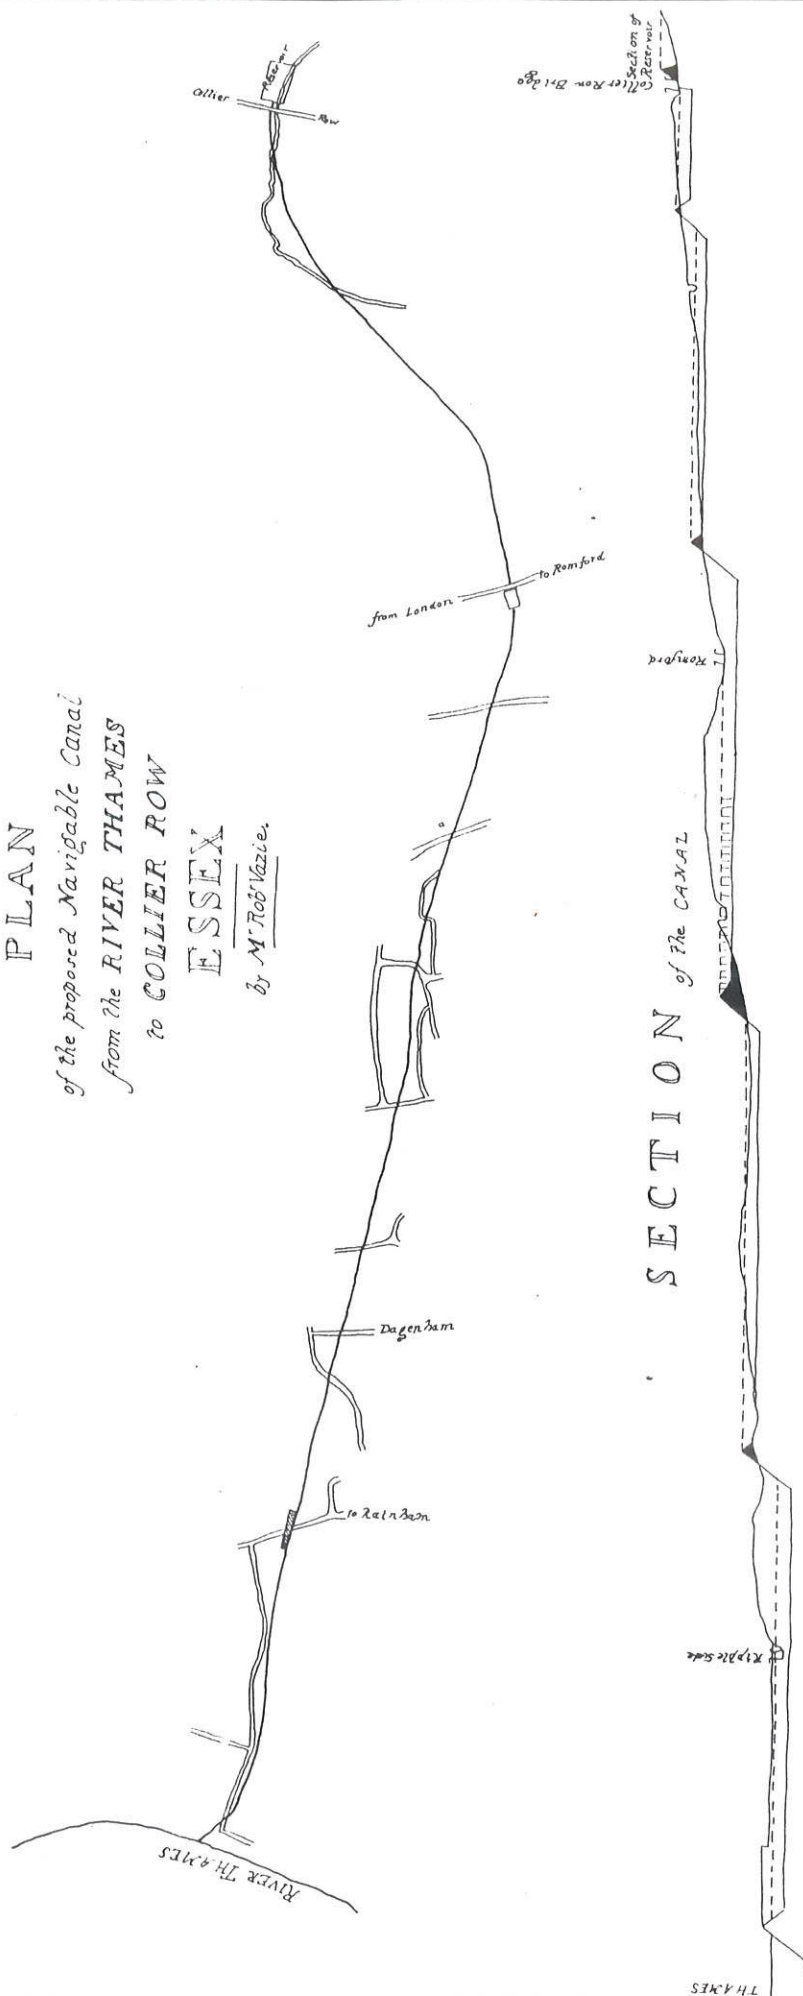 PLAN
of the proposed Navigable Canal
from the RIVER THAMES
to COLLIER ROW
ESSEX
by Mr Robt Vazie.
Reservoir
Collier
Row
from London
to Romford
Dagenham
to Rainham
RIVER THAMES
SECTION of the CANAL
Section of
Reservoir
Collier Row Bridge
Romford
Ripple Side
THAMES